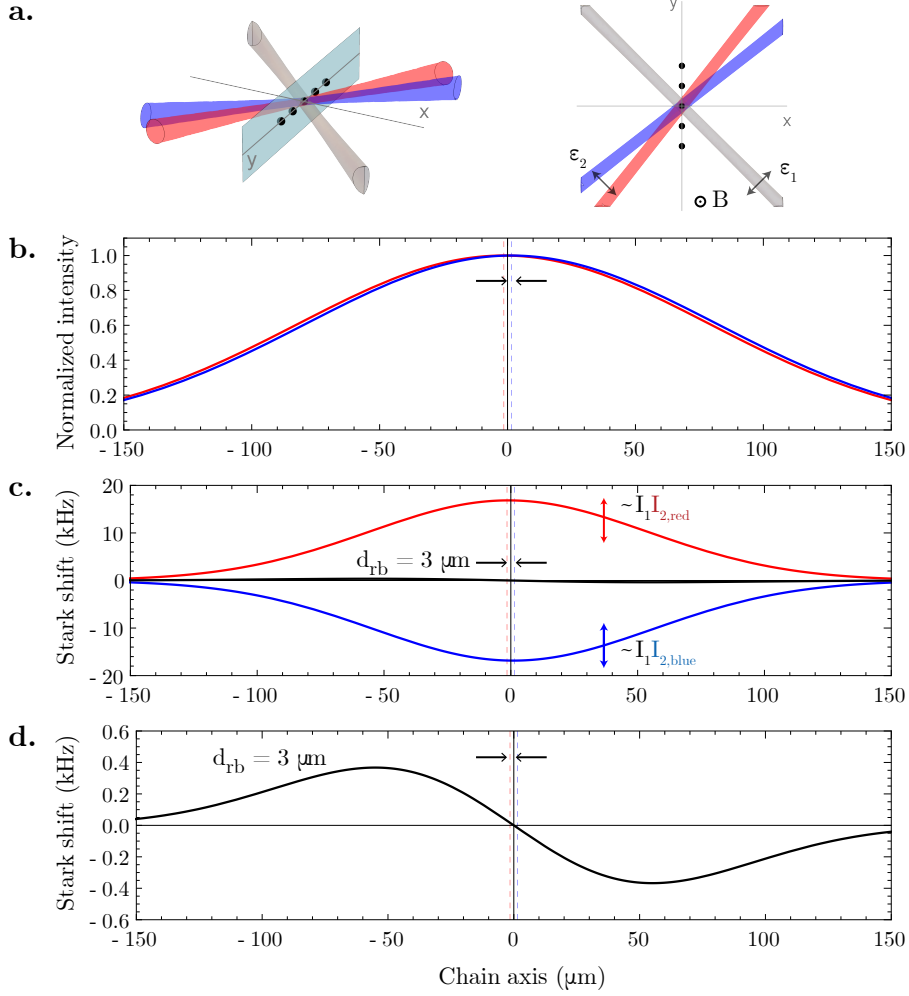 a.
x
y
y
x
ε₂
ε₁
⊙ B
b.
Normalized intensity
1.0
0.8
0.6
0.4
0.2
0.0
-150 -100 -50 0 50 100 150
c.
Stark shift (kHz)
20
10
0
-10
-20
~I₁I₂,red
d_rb = 3 μm
~I₁I₂,blue
-150 -100 -50 0 50 100 150
d.
Stark shift (kHz)
0.6
0.4
0.2
0.0
-0.2
-0.4
-0.6
d_rb = 3 μm
-150 -100 -50 0 50 100 150
Chain axis (μm)